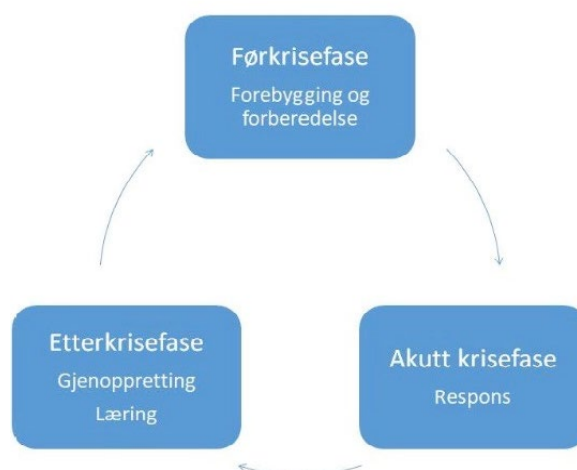 Førkrisefase
Forebygging og
forberedelse
Etterkrisefase
Gjenoppretting
Læring
Akutt krisefase
Respons